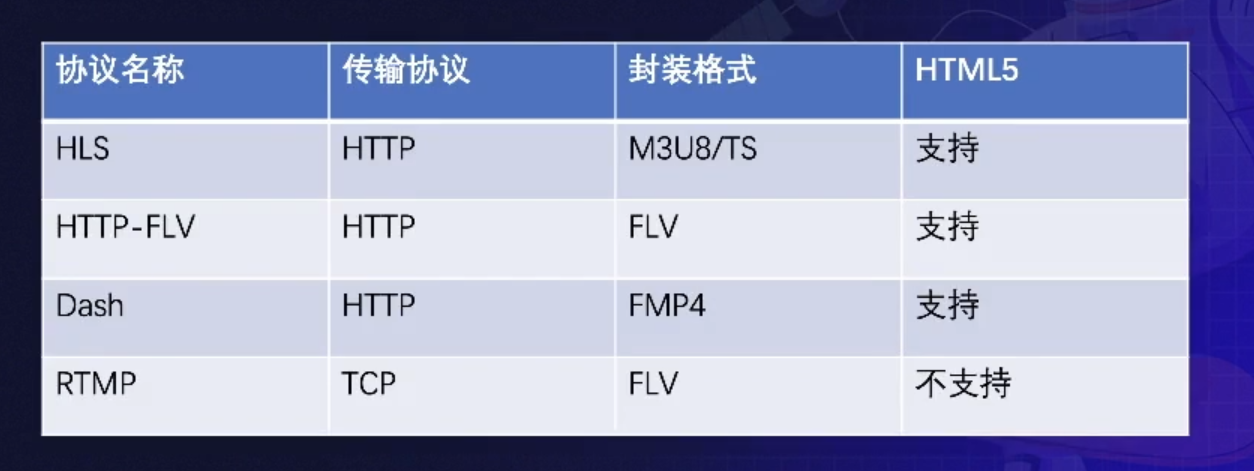 协议名称 传输协议 封装格式 HTML5
HLS HTTP M3U8/TS 支持
HTTP-FLV HTTP FLV 支持
Dash HTTP FMP4 支持
RTMP TCP FLV 不支持